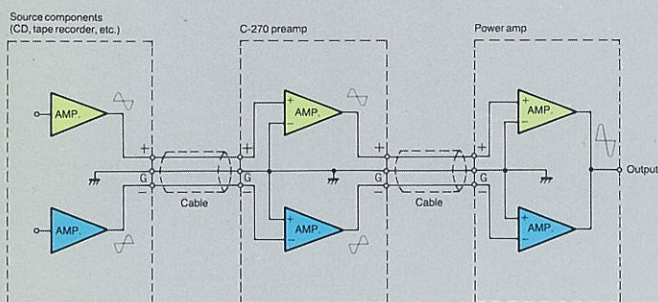 Source components
(CD, tape recorder, etc.)
C-270 preamp
Power amp
AMP.
AMP.
AMP.
+
-
+
+
+
-
G
G
G
G
-
-
Cable
Cable
Output
AMP.
AMP.
AMP.
+
-
+
-
+
-